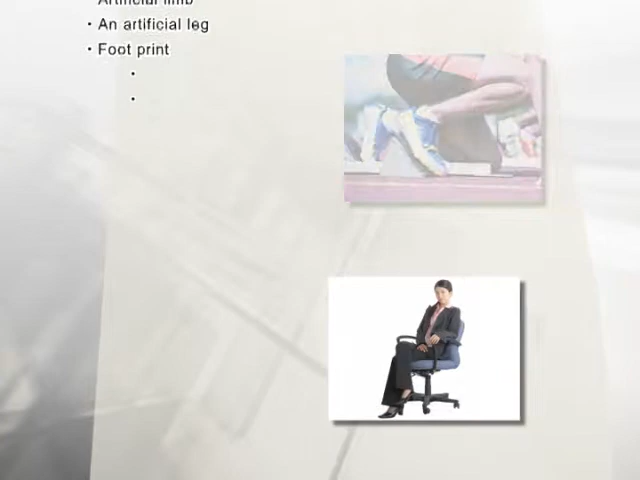 Artificial limb
· An artificial leg
· Foot print
·
·